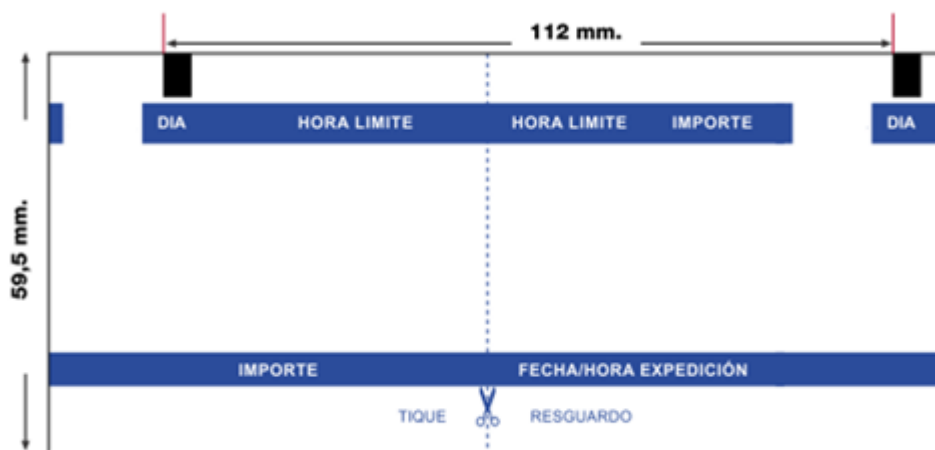 112 mm.
DIA HORA LIMITE HORA LIMITE IMPORTE DIA
59,5 mm.
IMPORTE FECHA/HORA EXPEDICIÓN
TIQUE RESGUARDO